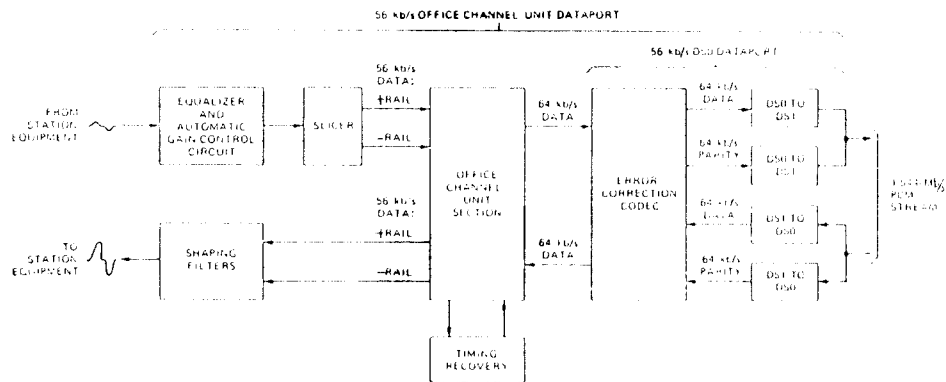 56 kb/s OFFICE CHANNEL UNIT DATAPORT
56 kb/s DS0 DATAPORT
FROM
STATION
EQUIPMENT
EQUALIZER
AND
AUTOMATIC
GAIN CONTROL
CIRCUIT
SLICER
56 kb/s
DATA:
+RAIL
−RAIL
OFFICE
CHANNEL
UNIT
SECTION
64 kb/s
DATA
ERROR
CORRECTION
CODEC
64 kb/s
DATA
DS0 TO
DS1
64 kb/s
PARITY
DS0 TO
DS1
1.544 Mb/s
PCM
STREAM
TO
STATION
EQUIPMENT
SHAPING
FILTERS
56 kb/s
DATA:
+RAIL
−RAIL
64 kb/s
DATA
64 kb/s
DATA
DS1 TO
DS0
64 kb/s
PARITY
DS1 TO
DS0
TIMING
RECOVERY